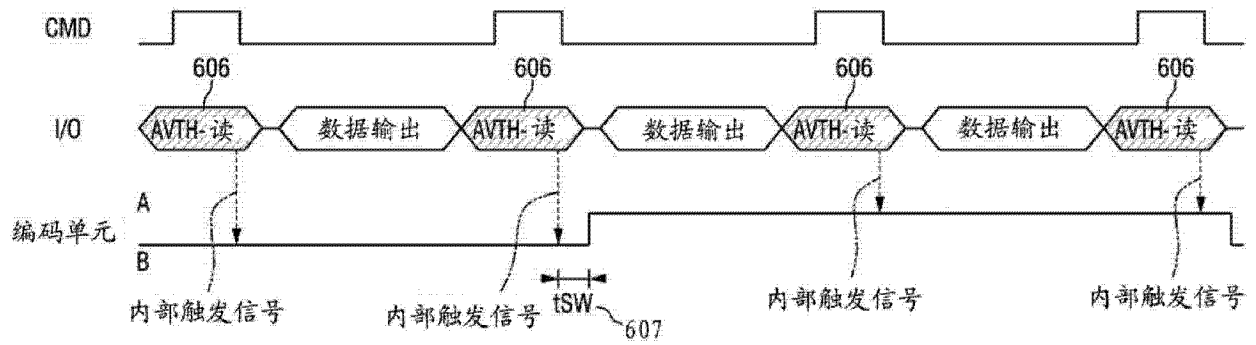 CMD
606 606 606 606
I/O AVTH-读 数据输出 AVTH-读 数据输出 AVTH-读 数据输出 AVTH-读
A
编码单元
B
内部触发信号 内部触发信号 tSW 内部触发信号 内部触发信号
607